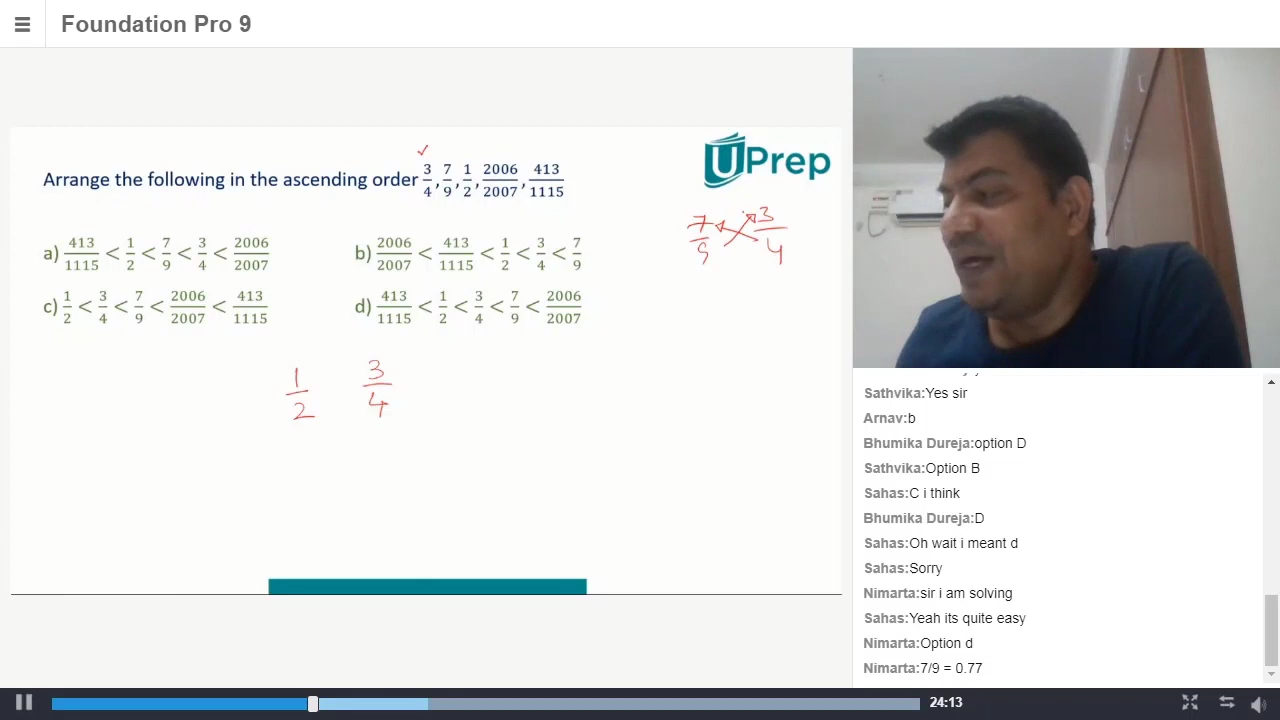 Foundation Pro 9
UPrep
Arrange the following in the ascending order 3/4, 7/9, 1/2, 2006/2007, 413/1115
a) 413/1115 < 1/2 < 7/9 < 3/4 < 2006/2007
b) 2006/2007 < 413/1115 < 1/2 < 3/4 < 7/9
c) 1/2 < 3/4 < 7/9 < 2006/2007 < 413/1115
d) 413/1115 < 1/2 < 3/4 < 7/9 < 2006/2007
7/9 3/4
1/2 3/4
Sathvika:Yes sir
Arnav:b
Bhumika Dureja:option D
Sathvika:Option B
Sahas:C i think
Bhumika Dureja:D
Sahas:Oh wait i meant d
Sahas:Sorry
Nimarta:sir i am solving
Sahas:Yeah its quite easy
Nimarta:Option d
Nimarta:7/9 = 0.77
24:13